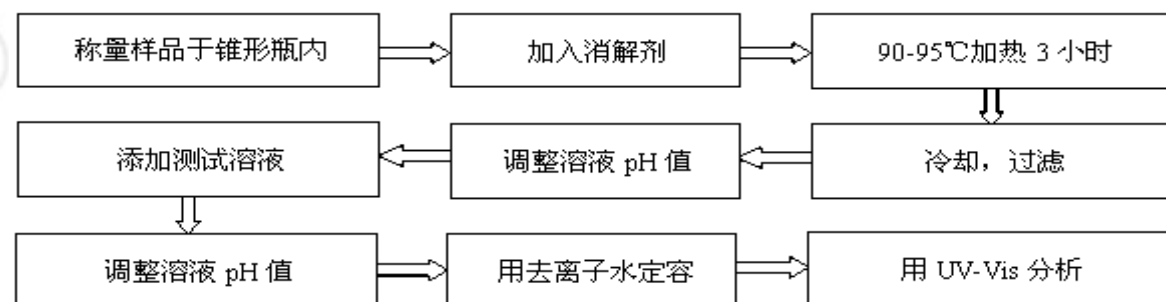 称量样品于锥形瓶内
加入消解剂
90-95℃加热 3 小时
冷却，过滤
调整溶液 pH 值
添加测试溶液
调整溶液 pH 值
用去离子水定容
用 UV-Vis 分析